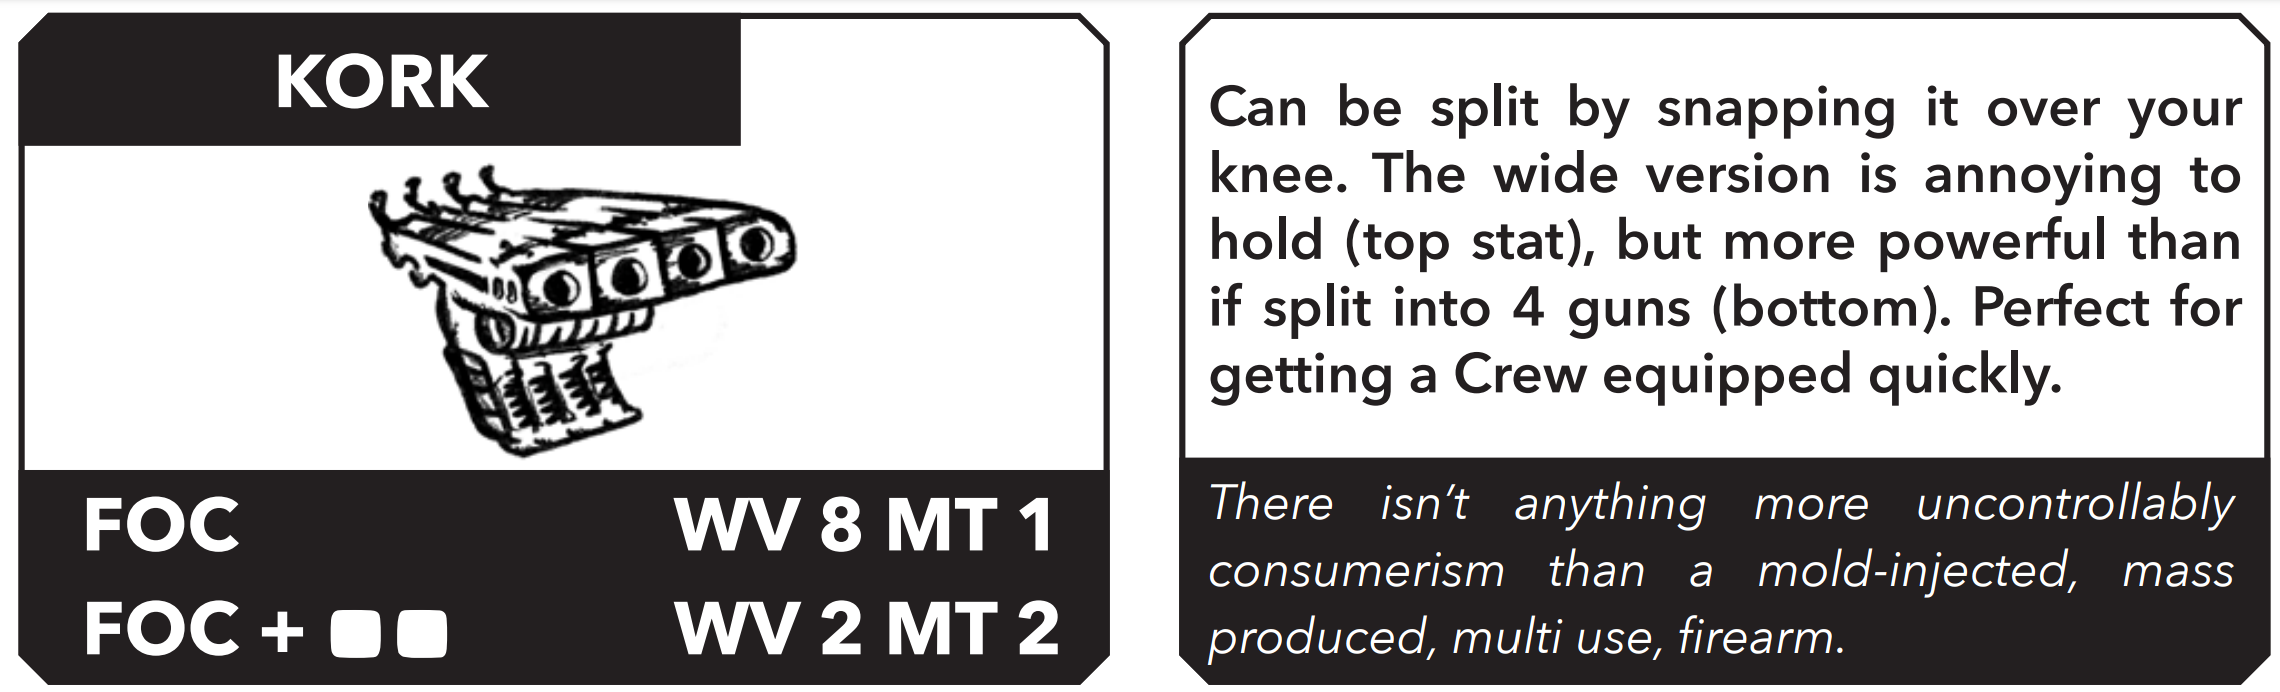 KORK
FOC WV 8 MT 1
FOC + WV 2 MT 2
Can be split by snapping it over your
knee. The wide version is annoying to
hold (top stat), but more powerful than
if split into 4 guns (bottom). Perfect for
getting a Crew equipped quickly.
There isn’t anything more uncontrollably
consumerism than a mold-injected, mass
produced, multi use, firearm.